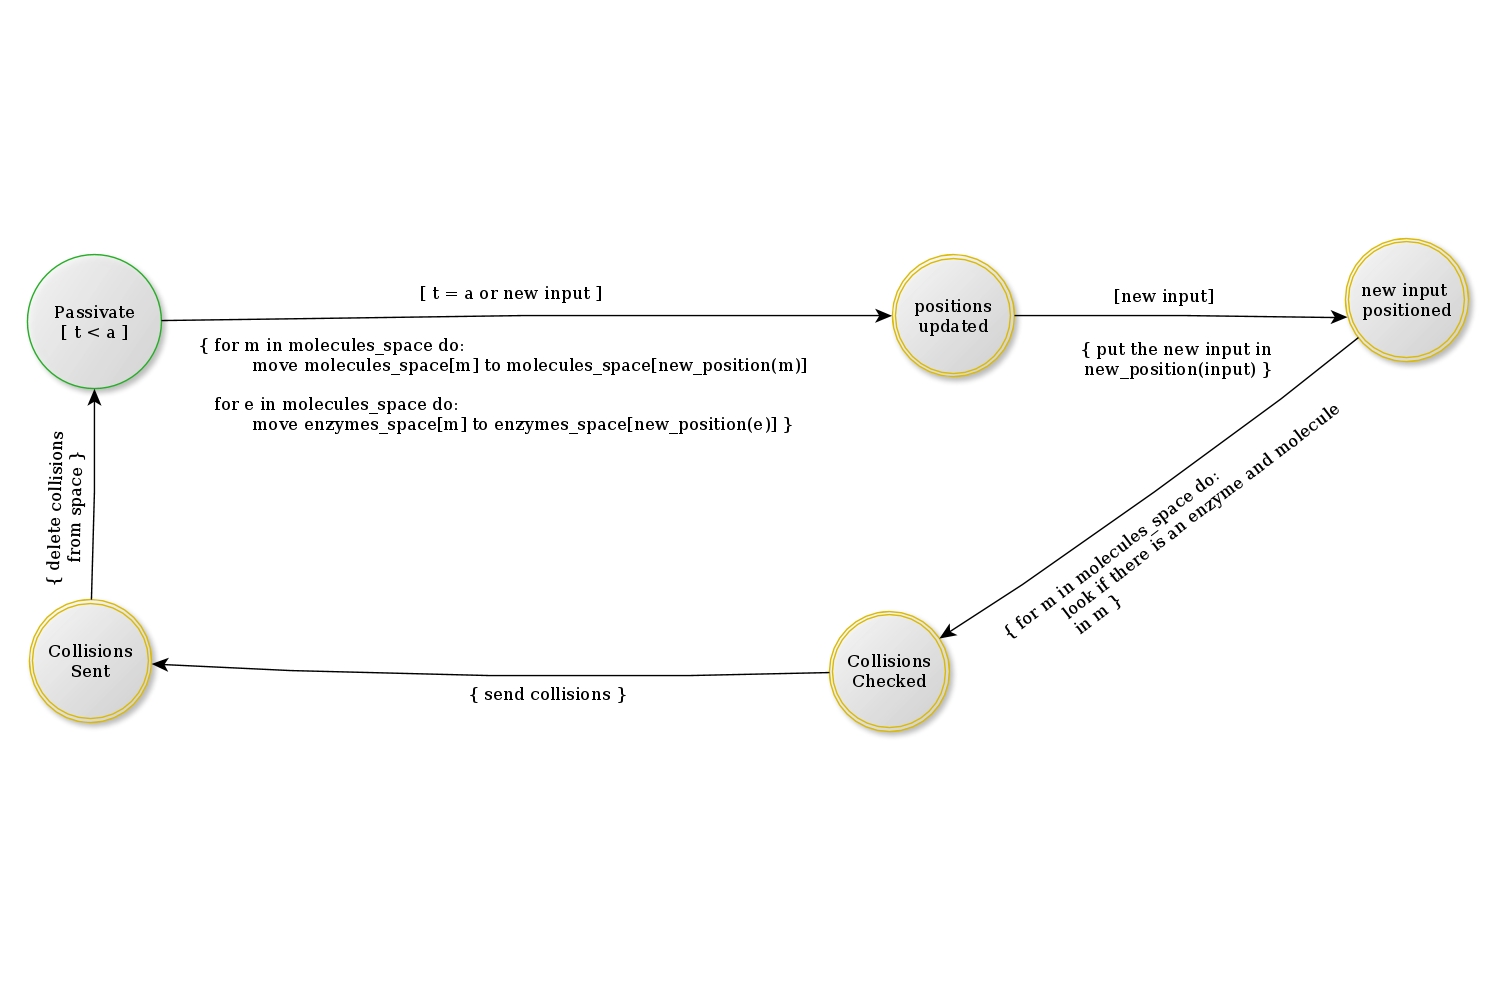 Passivate
[ t < a ]
[ t = a or new input ]
{ for m in molecules_space do:
move molecules_space[m] to molecules_space[new_position(m)]
for e in molecules_space do:
move enzymes_space[m] to enzymes_space[new_position(e)] }
positions
updated
[new input]
{ put the new input in
new_position(input) }
new input
positioned
{ for m in molecules_space do:
look if there is an enzyme and molecule
in m }
Collisions
Checked
{ send collisions }
Collisions
Sent
{ delete collisions
from space }